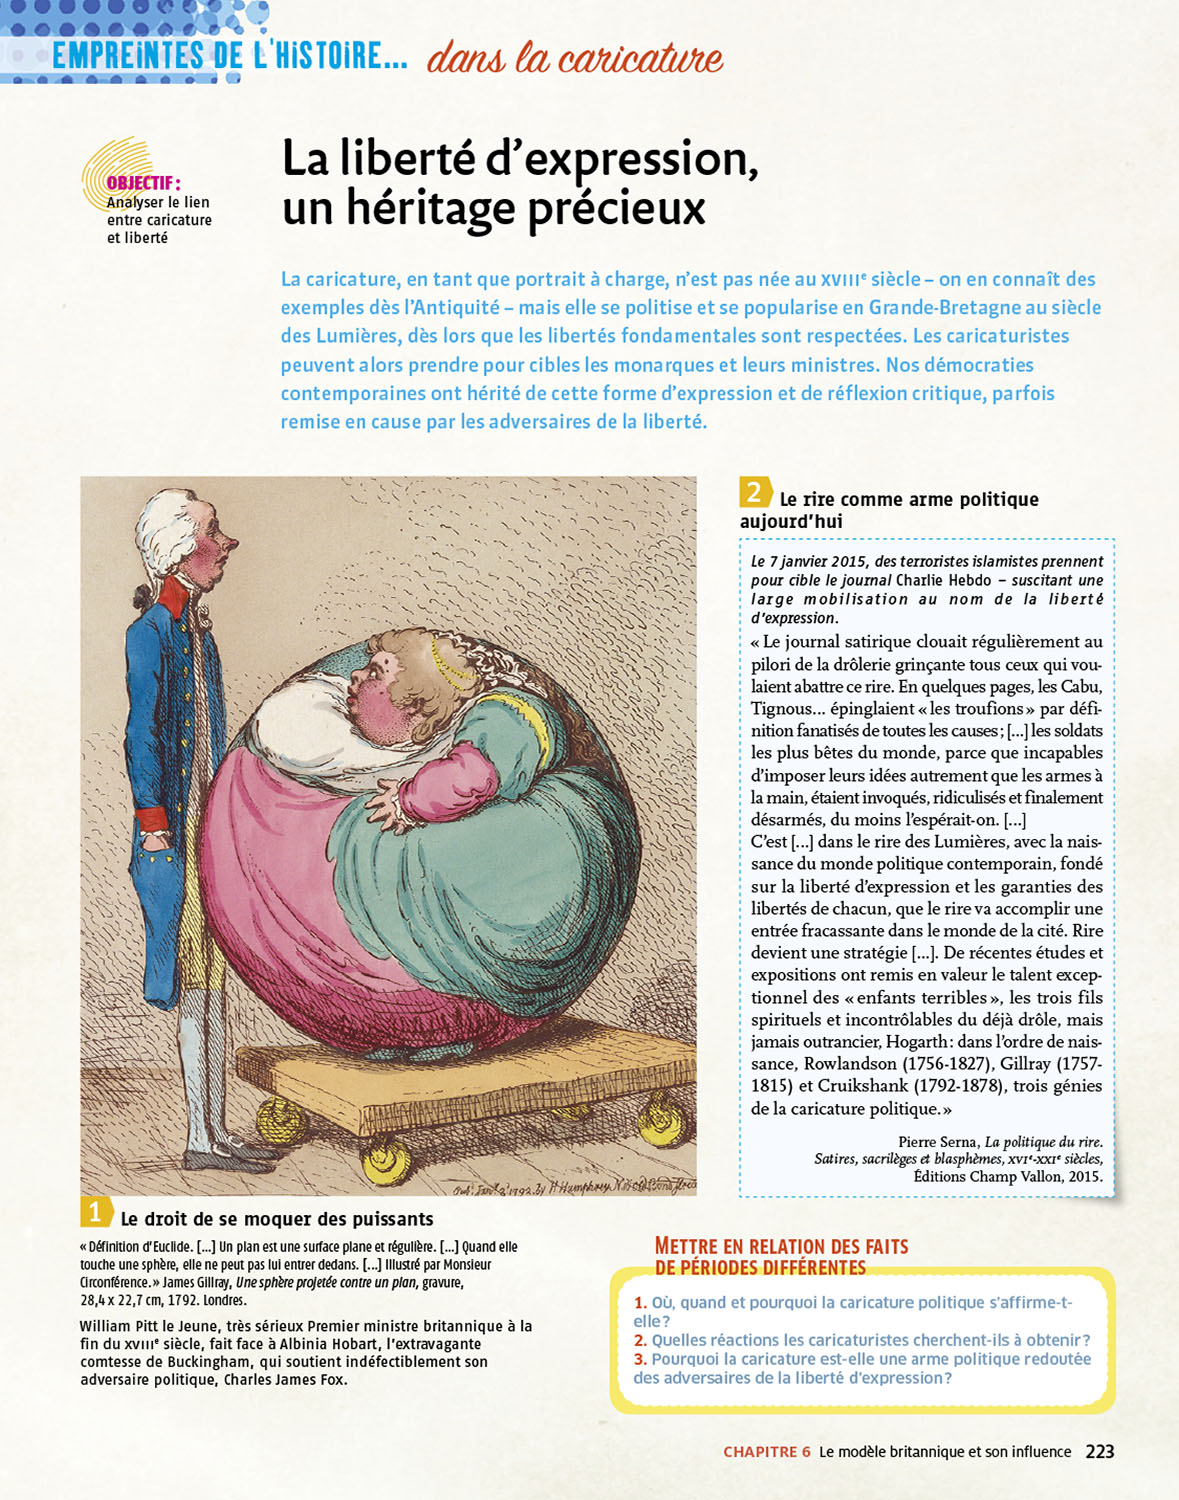 EMPREINTES DE L'HISTOIRE... dans la caricature
OBJECTIF :
Analyser le lien
entre caricature
et liberté
La liberté d'expression,
un héritage précieux
La caricature, en tant que portrait à charge, n'est pas née au XVIIIe siècle – on en connaît des
exemples dès l'Antiquité – mais elle se politise et se popularise en Grande-Bretagne au siècle
des Lumières, dès lors que les libertés fondamentales sont respectées. Les caricaturistes
peuvent alors prendre pour cibles les monarques et leurs ministres. Nos démocraties
contemporaines ont hérité de cette forme d'expression et de réflexion critique, parfois
remise en cause par les adversaires de la liberté.
1 Le droit de se moquer des puissants
« Définition d'Euclide. [...] Un plan est une surface plane et régulière. [...] Quand elle
touche une sphère, elle ne peut pas lui entrer dedans. [...] Illustré par Monsieur
Circonférence. » James Gillray, Une sphère projetée contre un plan, gravure,
28,4 x 22,7 cm, 1792. Londres.
William Pitt le Jeune, très sérieux Premier ministre britannique à la
fin du XVIIIe siècle, fait face à Albinia Hobart, l'extravagante
comtesse de Buckingham, qui soutient indéfectiblement son
adversaire politique, Charles James Fox.
2 Le rire comme arme politique
aujourd'hui
Le 7 janvier 2015, des terroristes islamistes prennent
pour cible le journal Charlie Hebdo – suscitant une
large mobilisation au nom de la liberté
d'expression.
« Le journal satirique clouait régulièrement au
pilori de la drôlerie grinçante tous ceux qui vou-
laient abattre ce rire. En quelques pages, les Cabu,
Tignous... épinglaient « les troufions » par défi-
nition fanatisés de toutes les causes ; [...] les soldats
les plus bêtes du monde, parce que incapables
d'imposer leurs idées autrement que les armes à
la main, étaient invoqués, ridiculisés et finalement
désarmés, du moins l'espérait-on. [...]
C'est [...] dans le rire des Lumières, avec la nais-
sance du monde politique contemporain, fondé
sur la liberté d'expression et les garanties des
libertés de chacun, que le rire va accomplir une
entrée fracassante dans le monde de la cité. Rire
devient une stratégie [...]. De récentes études et
expositions ont remis en valeur le talent excep-
tionnel des « enfants terribles », les trois fils
spirituels et incontrôlables du déjà drôle, mais
jamais outrancier, Hogarth : dans l'ordre de nais-
sance, Rowlandson (1756-1827), Gillray (1757-
1815) et Cruikshank (1792-1878), trois génies
de la caricature politique. »
Pierre Serna, La politique du rire.
Satires, sacrilèges et blasphèmes, XVIe-XXIe siècles,
Éditions Champ Vallon, 2015.
METTRE EN RELATION DES FAITS
DE PÉRIODES DIFFÉRENTES
1. Où, quand et pourquoi la caricature politique s'affirme-t-
elle ?
2. Quelles réactions les caricaturistes cherchent-ils à obtenir ?
3. Pourquoi la caricature est-elle une arme politique redoutée
des adversaires de la liberté d'expression ?
CHAPITRE 6 Le modèle britannique et son influence 223